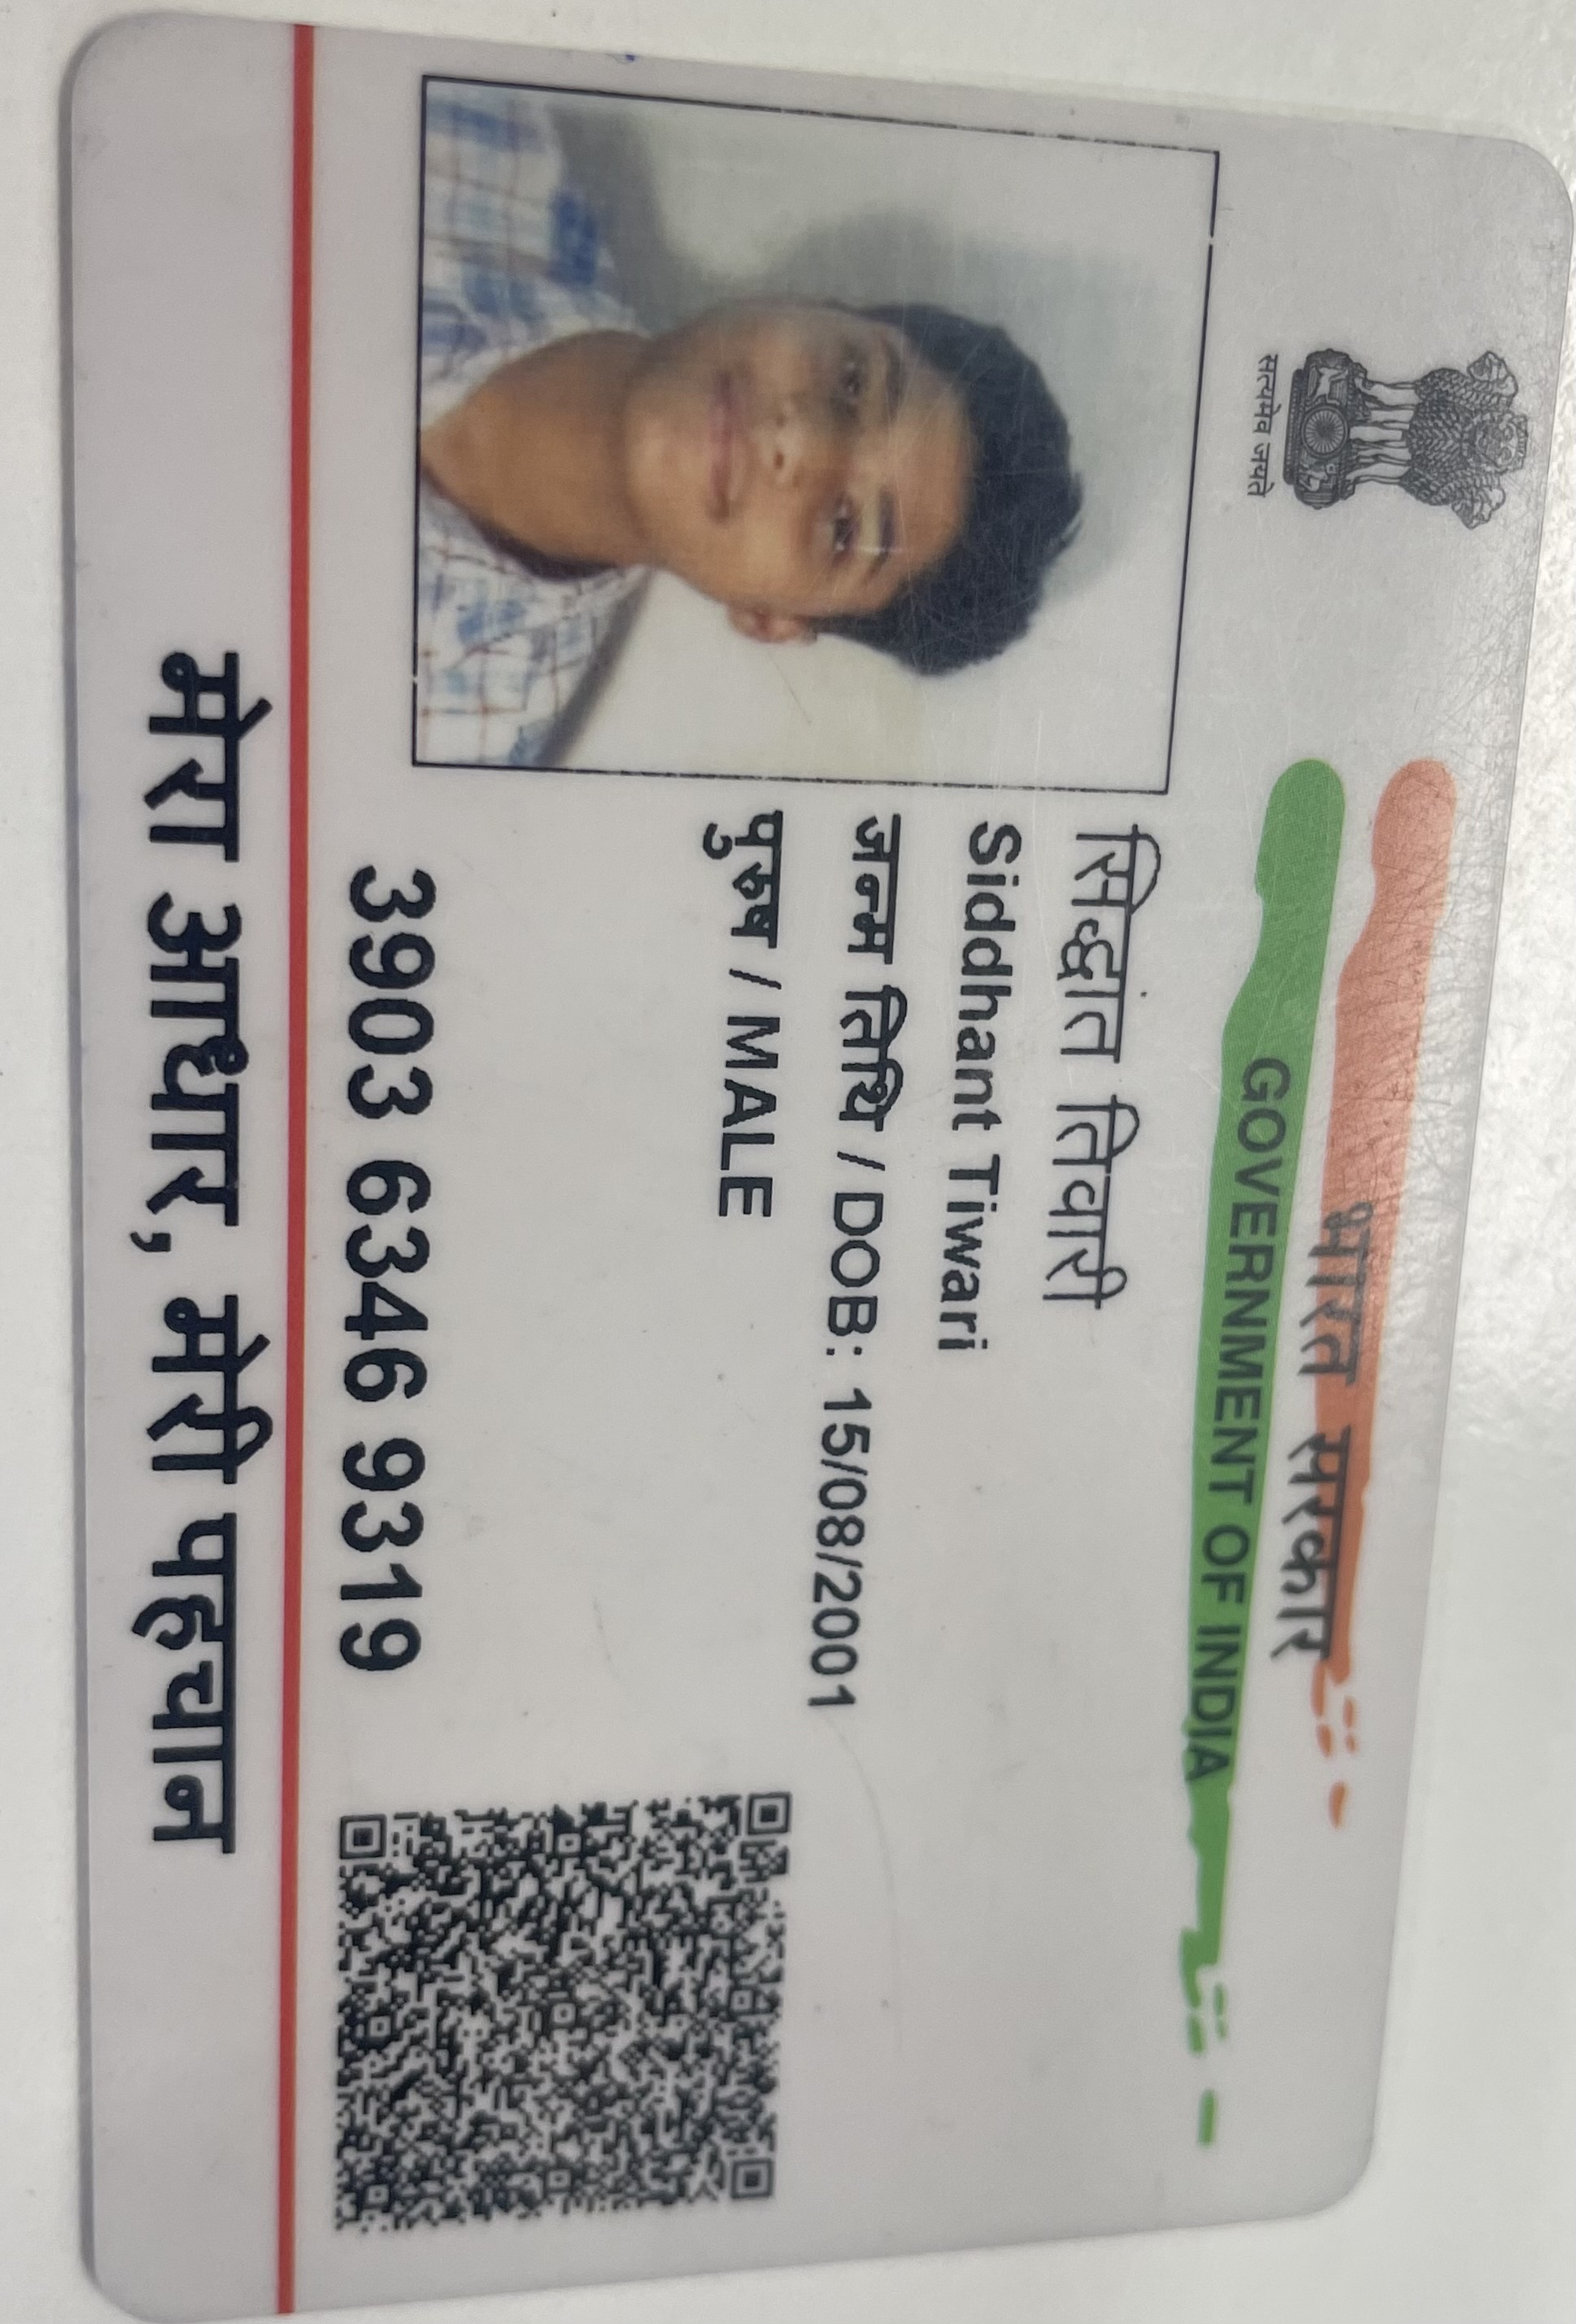 सत्यमेव जयते
भारत सरकार
GOVERNMENT OF INDIA
सिद्धांत तिवारी
Siddhant Tiwari
जन्म तिथि / DOB: 15/08/2001
पुरुष / MALE
3903 6346 9319
मेरा आधार, मेरी पहचान